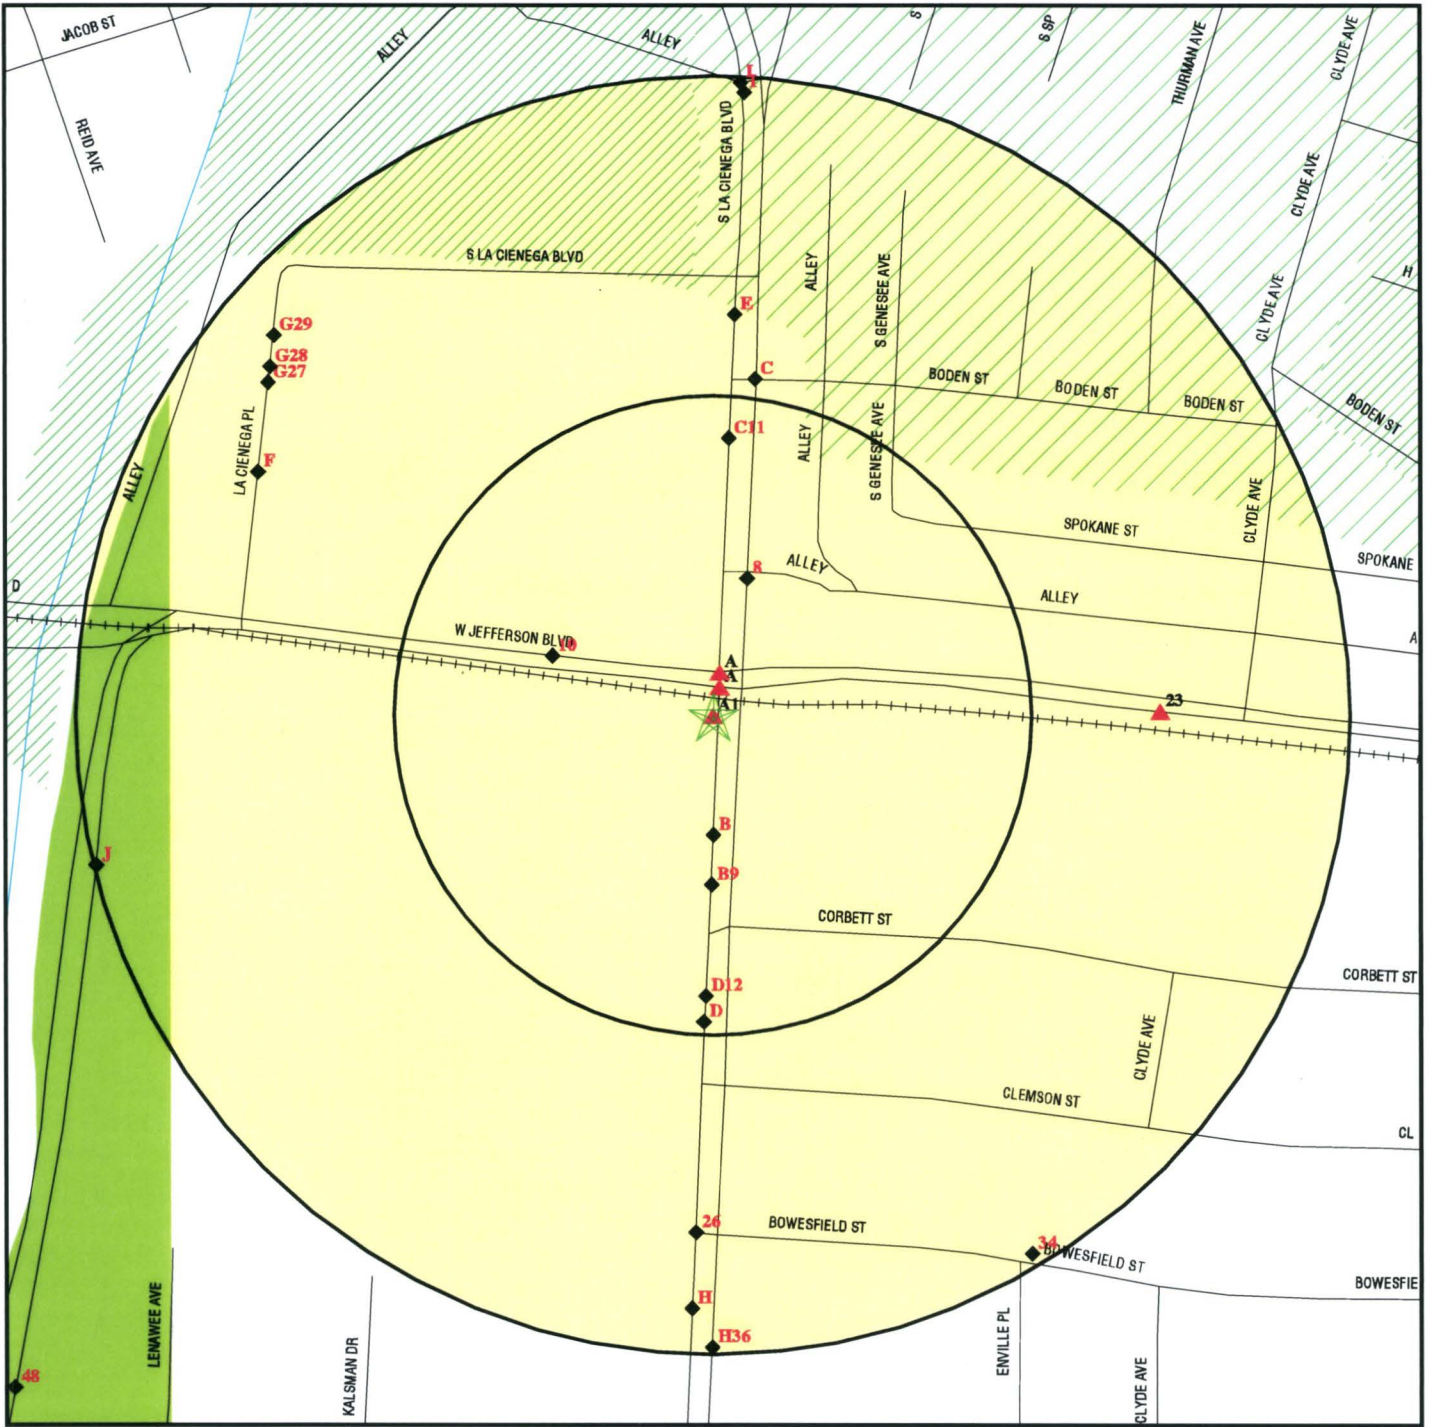 JACOB ST
ALLEY
ALLEY
S
S SP
THURMAN AVE
CLYDE AVE
REID AVE
I
S LA CIENEGA BLVD
CLYDE AVE
S LA CIENEGA BLVD
ALLEY
S GENESEE AVE
H
CLYDE AVE
E
G29
G28
G27
C
BODEN ST
BODEN ST
BODEN ST
BODEN ST
LA CIENEGA PL
C11
ALLEY
S GENESEE AVE
F
ALLEY
CLYDE AVE
SPOKANE ST
SPOKANE
8
ALLEY
ALLEY
D
W JEFFERSON BLVD
10
A
A
A
A1
23
B
J
B9
CORBETT ST
CORBETT ST
D12
D
CLYDE AVE
CLEMSON ST
CL
26
BOWESFIELD ST
34
BOWESFIELD ST
BOWESFIE
LENAWEE AVE
H
H36
KALSMAN DR
ENVILLE PL
CLYDE AVE
48